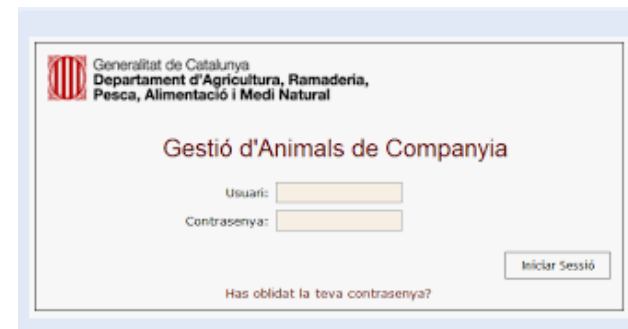 Generalitat de Catalunya
Departament d'Agricultura, Ramaderia,
Pesca, Alimentació i Medi Natural
Gestió d'Animals de Companyia
Usuari:
Contrasenya:
Iniciar Sessió
Has oblidat la teva contrasenya?